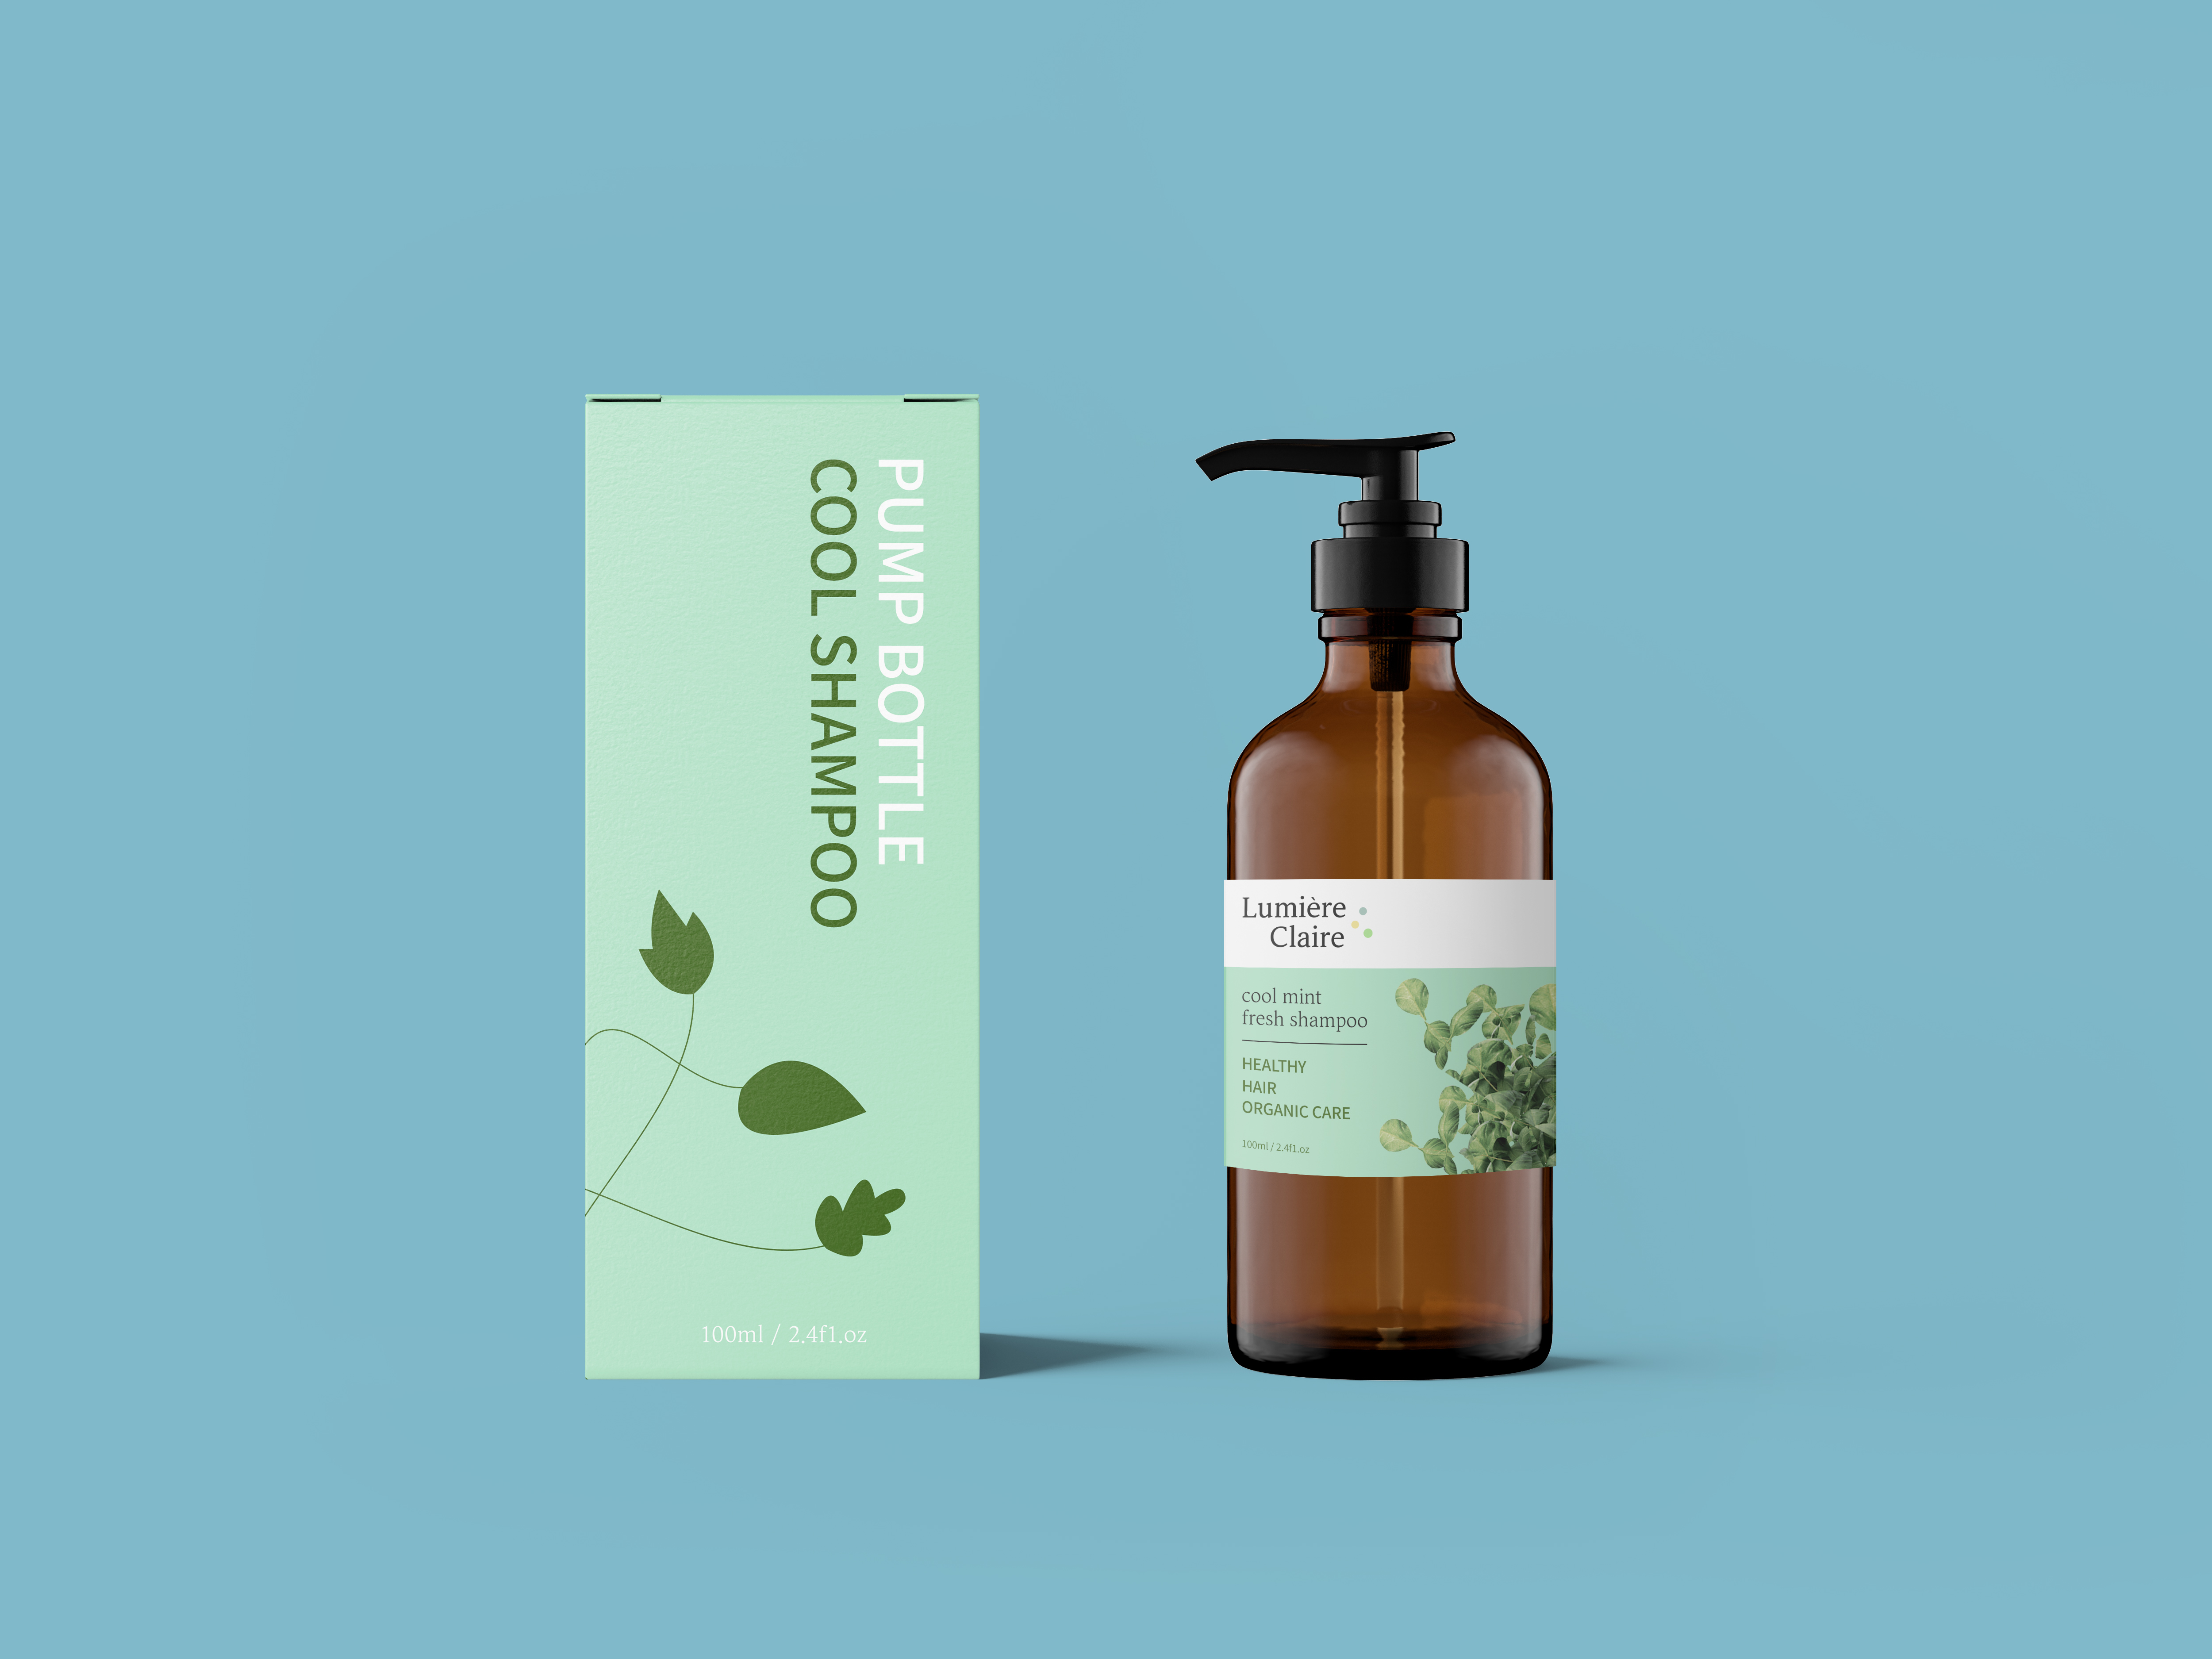 PUMP BOTTLE
COOL SHAMPOO
100ml / 2.4f1.oz
Lumière
Claire
cool mint
fresh shampoo
HEALTHY
HAIR
ORGANIC CARE
100ml / 2.4f1.oz